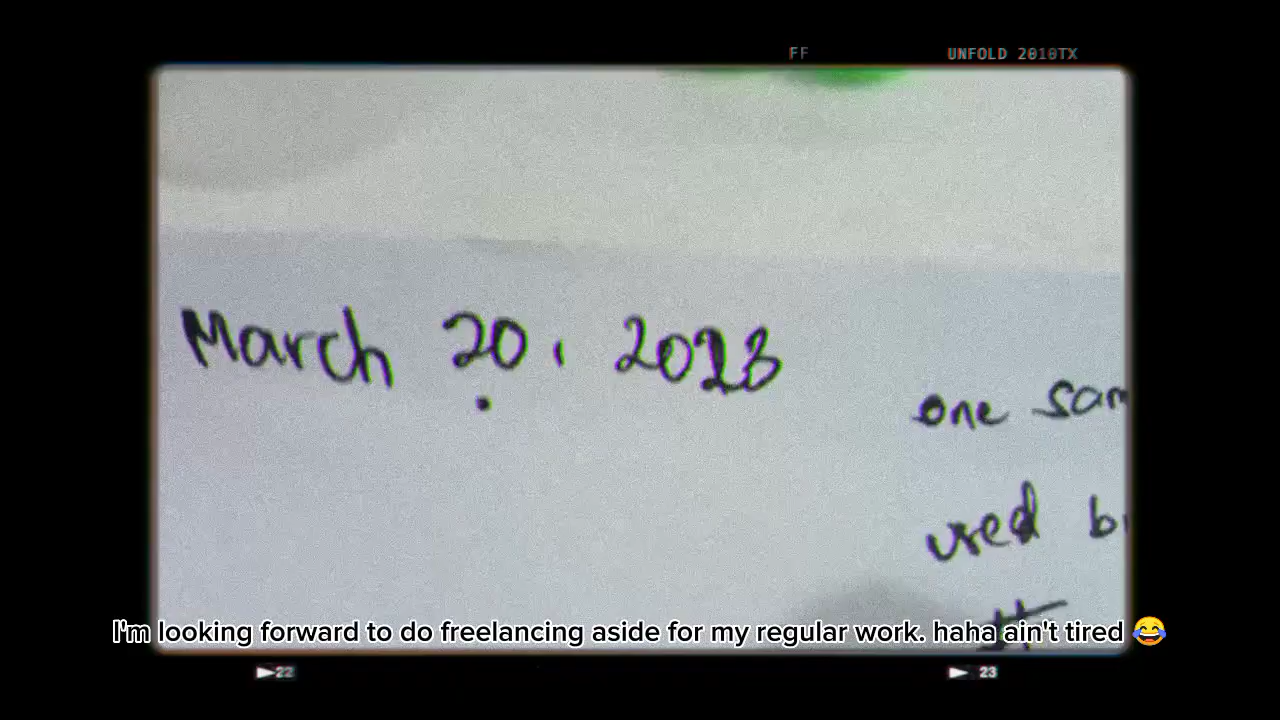 FF
UNFOLD 2010TX
March 20, 2023
one
used
I'm looking forward to do freelancing aside for my regular work. haha ain't tired 😂
▶22
▶ 23